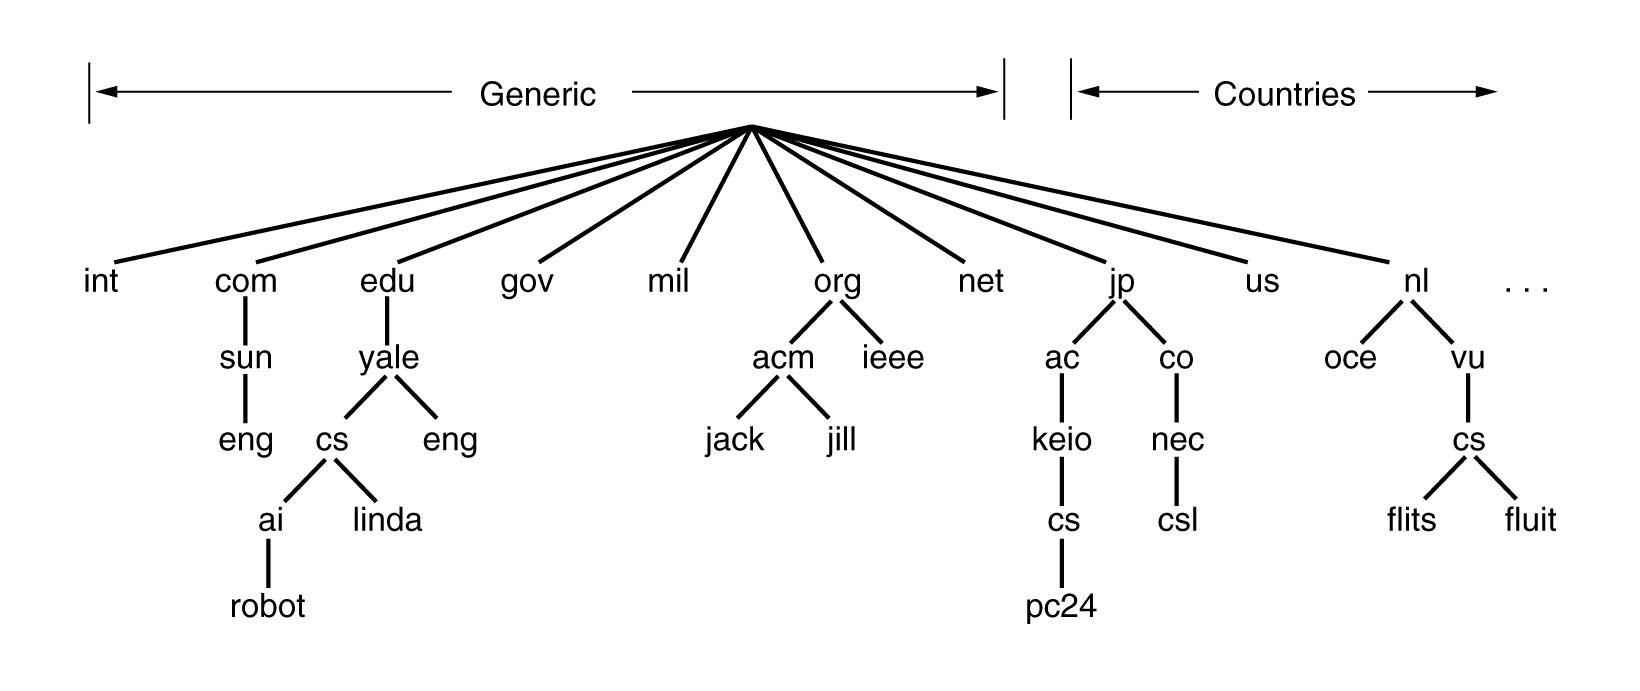 Generic Countries
int com edu gov mil org net jp us nl . . .
sun yale acm ieee ac co oce vu
eng cs eng jack jill keio nec cs
ai linda cs csl flits fluit
robot pc24